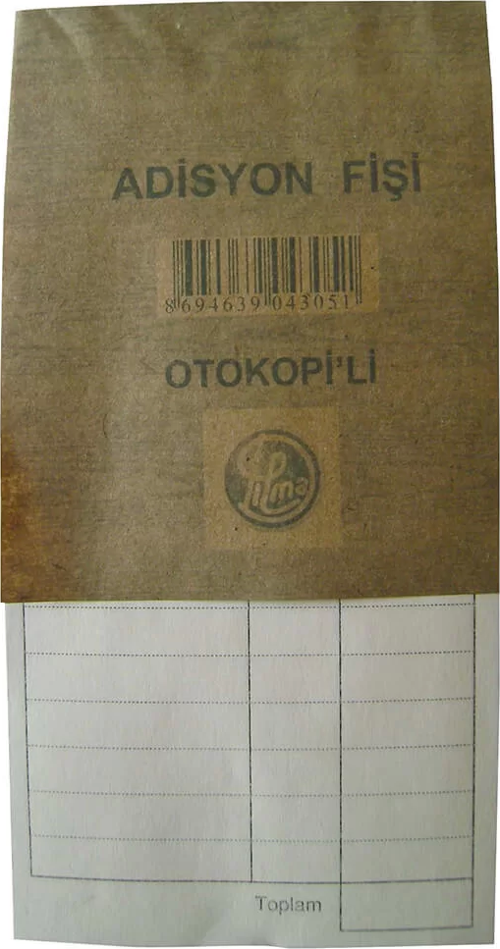 ADİSYON FİŞİ
8694639043051
OTOKOPİ'Lİ
Toplam